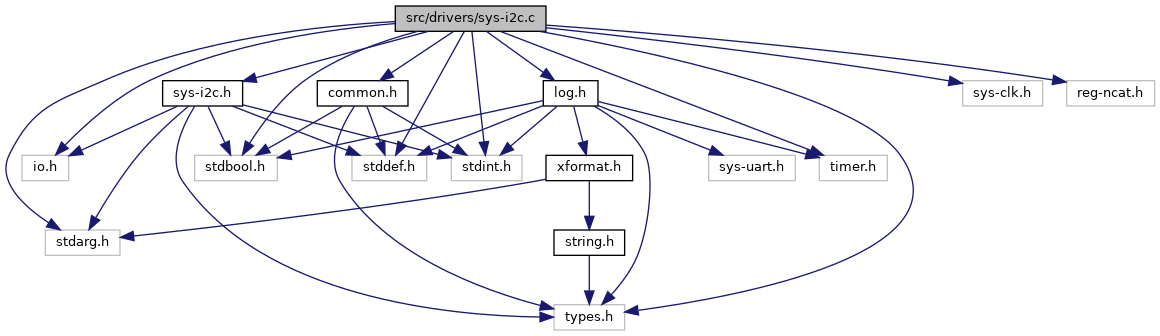 src/drivers/sys-i2c.c
sys-i2c.h
common.h
log.h
sys-clk.h
reg-ncat.h
io.h
stdbool.h
stddef.h
stdint.h
xformat.h
sys-uart.h
timer.h
stdarg.h
string.h
types.h